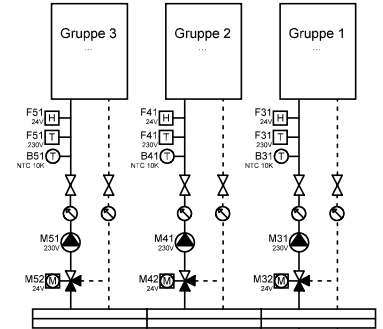 Gruppe 3
...
Gruppe 2
...
Gruppe 1
...
F51
24V
H
F41
24V
H
F31
24V
H
F51
230V
T
F41
230V
T
F31
230V
T
B51
NTC 10K
T
B41
NTC 10K
T
B31
NTC 10K
T
M51
230V
M41
230V
M31
230V
M52
24V
M
M42
24V
M
M32
24V
M